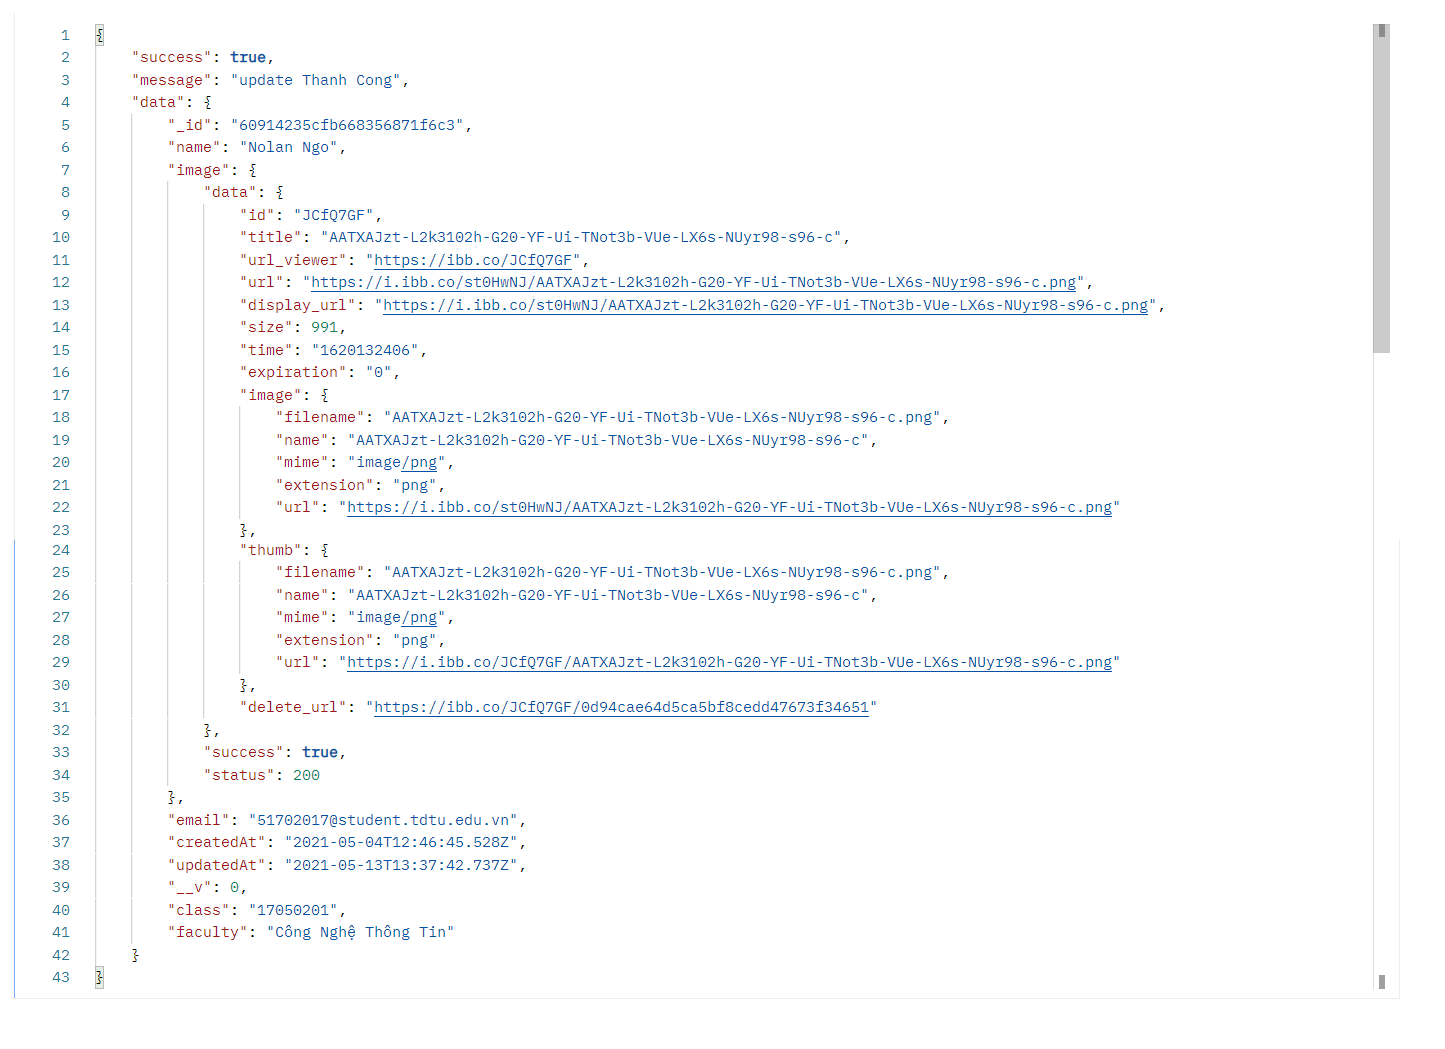 1 {
2 "success": true,
3 "message": "update Thanh Cong",
4 "data": {
5 "_id": "60914235cfb668356871f6c3",
6 "name": "Nolan Ngo",
7 "image": {
8 "data": {
9 "id": "JCfQ7GF",
10 "title": "AATXAJzt-L2k3102h-G20-YF-Ui-TNot3b-VUe-LX6s-NUyr98-s96-c",
11 "url_viewer": "https://ibb.co/JCfQ7GF",
12 "url": "https://i.ibb.co/st0HwNJ/AATXAJzt-L2k3102h-G20-YF-Ui-TNot3b-VUe-LX6s-NUyr98-s96-c.png",
13 "display_url": "https://i.ibb.co/st0HwNJ/AATXAJzt-L2k3102h-G20-YF-Ui-TNot3b-VUe-LX6s-NUyr98-s96-c.png",
14 "size": 991,
15 "time": "1620132406",
16 "expiration": "0",
17 "image": {
18 "filename": "AATXAJzt-L2k3102h-G20-YF-Ui-TNot3b-VUe-LX6s-NUyr98-s96-c.png",
19 "name": "AATXAJzt-L2k3102h-G20-YF-Ui-TNot3b-VUe-LX6s-NUyr98-s96-c",
20 "mime": "image/png",
21 "extension": "png",
22 "url": "https://i.ibb.co/st0HwNJ/AATXAJzt-L2k3102h-G20-YF-Ui-TNot3b-VUe-LX6s-NUyr98-s96-c.png"
23 },
24 "thumb": {
25 "filename": "AATXAJzt-L2k3102h-G20-YF-Ui-TNot3b-VUe-LX6s-NUyr98-s96-c.png",
26 "name": "AATXAJzt-L2k3102h-G20-YF-Ui-TNot3b-VUe-LX6s-NUyr98-s96-c",
27 "mime": "image/png",
28 "extension": "png",
29 "url": "https://i.ibb.co/JCfQ7GF/AATXAJzt-L2k3102h-G20-YF-Ui-TNot3b-VUe-LX6s-NUyr98-s96-c.png"
30 },
31 "delete_url": "https://ibb.co/JCfQ7GF/0d94cae64d5ca5bf8cedd47673f34651"
32 },
33 "success": true,
34 "status": 200
35 },
36 "email": "51702017@student.tdtu.edu.vn",
37 "createdAt": "2021-05-04T12:46:45.528Z",
38 "updatedAt": "2021-05-13T13:37:42.737Z",
39 "__v": 0,
40 "class": "17050201",
41 "faculty": "Công Nghệ Thông Tin"
42 }
43 }